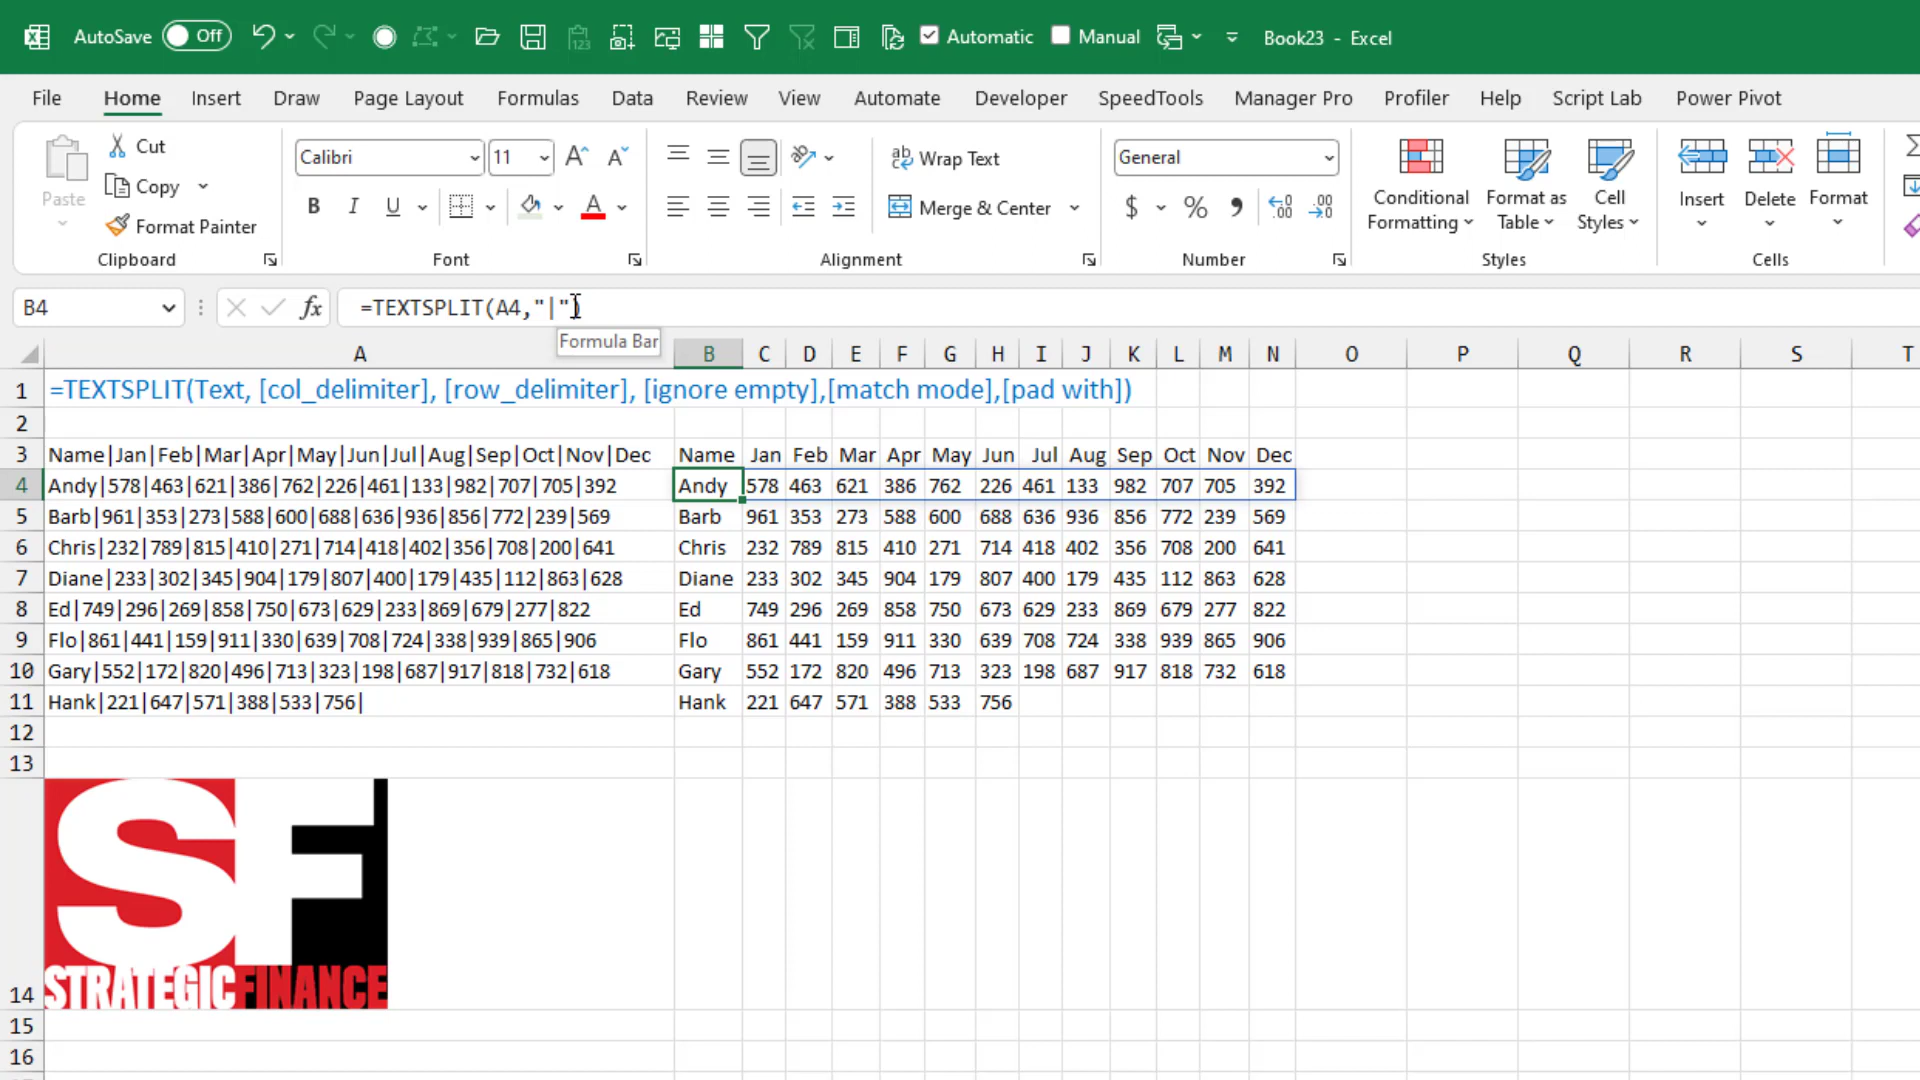 AutoSave Off Automatic Manual Book23 - Excel
File Home Insert Draw Page Layout Formulas Data Review View Automate Developer SpeedTools Manager Pro Profiler Help Script Lab Power Pivot
Paste Cut Copy Format Painter
Calibri 11
B I U
Wrap Text
Merge & Center
General
$ % 
Conditional Formatting Format as Table Cell Styles
Insert Delete Format
Clipboard Font Alignment Number Styles Cells
B4 fx =TEXTSPLIT(A4,"|")
Formula Bar
A B C D E F G H I J K L M N O P Q R S T
1 =TEXTSPLIT(Text, [col_delimiter], [row_delimiter], [ignore empty],[match mode],[pad with])
2
3 Name|Jan|Feb|Mar|Apr|May|Jun|Jul|Aug|Sep|Oct|Nov|Dec Name Jan Feb Mar Apr May Jun Jul Aug Sep Oct Nov Dec
4 Andy|578|463|621|386|762|226|461|133|982|707|705|392 Andy 578 463 621 386 762 226 461 133 982 707 705 392
5 Barb|961|353|273|588|600|688|636|936|856|772|239|569 Barb 961 353 273 588 600 688 636 936 856 772 239 569
6 Chris|232|789|815|410|271|714|418|402|356|708|200|641 Chris 232 789 815 410 271 714 418 402 356 708 200 641
7 Diane|233|302|345|904|179|807|400|179|435|112|863|628 Diane 233 302 345 904 179 807 400 179 435 112 863 628
8 Ed|749|296|269|858|750|673|629|233|869|679|277|822 Ed 749 296 269 858 750 673 629 233 869 679 277 822
9 Flo|861|441|159|911|330|639|708|724|338|939|865|906 Flo 861 441 159 911 330 639 708 724 338 939 865 906
10 Gary|552|172|820|496|713|323|198|687|917|818|732|618 Gary 552 172 820 496 713 323 198 687 917 818 732 618
11 Hank|221|647|571|388|533|756| Hank 221 647 571 388 533 756
12
13
SF
STRATEGICFINANCE
14
15
16